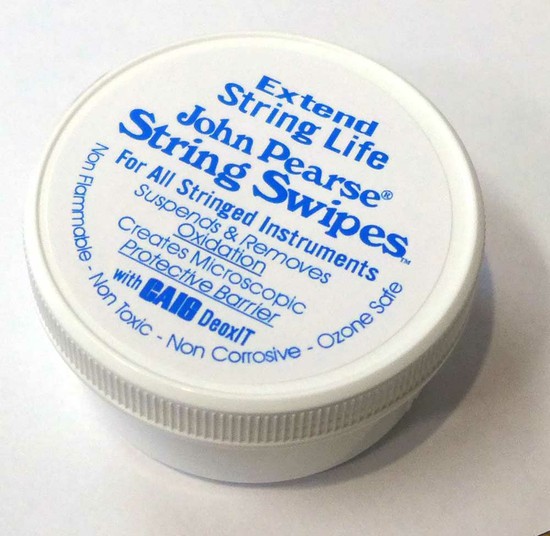 Extend
String Life
John Pearse®
String Swipes™
For All Stringed Instruments
Suspends & Removes
Oxidation
Creates Microscopic
Protective Barrier
with CAIG DeoxIT
Non Flammable - Non Toxic - Non Corrosive - Ozone Safe